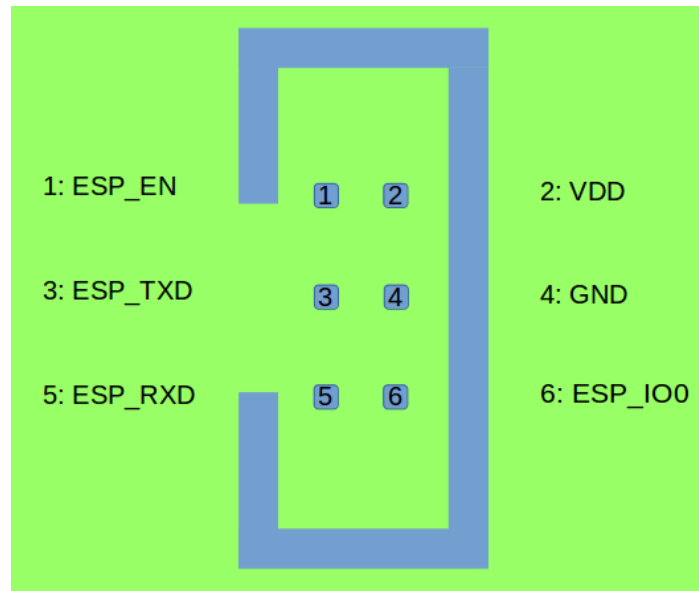 1: ESP_EN
1 2
2: VDD
3: ESP_TXD
3 4
4: GND
5: ESP_RXD
5 6
6: ESP_IO0